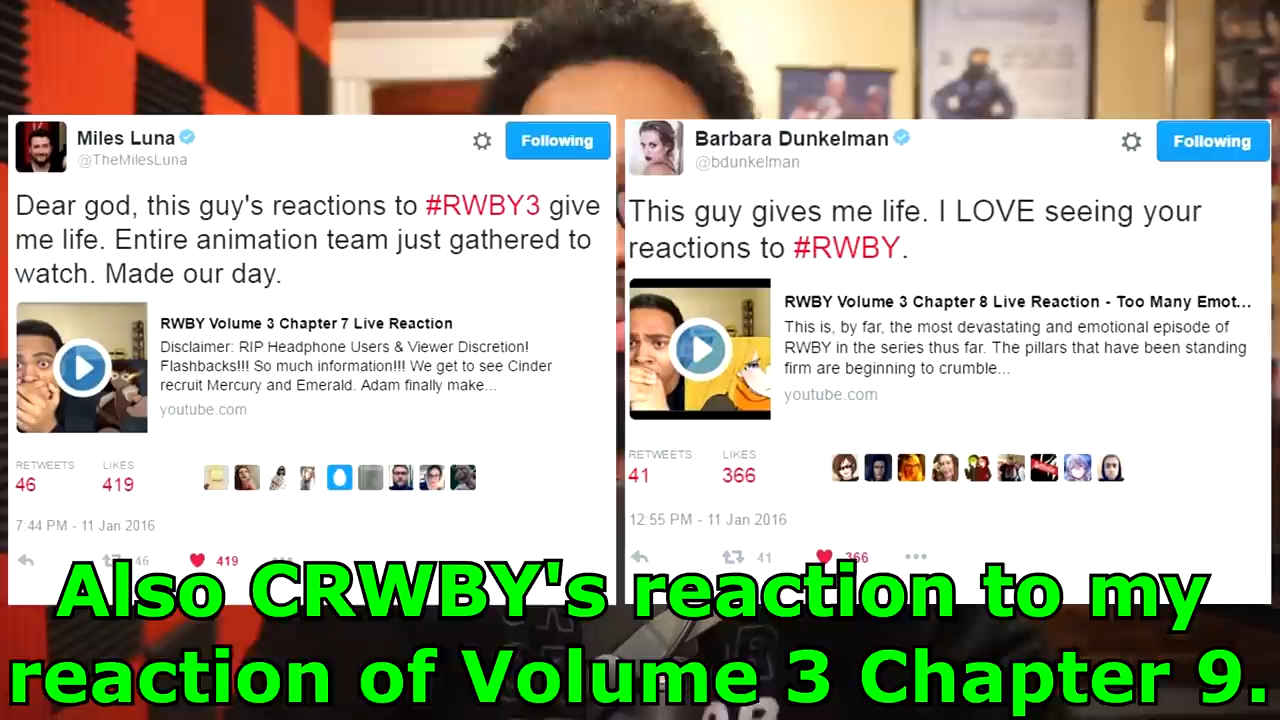 Miles Luna
@TheMilesLuna
Following
Dear god, this guy's reactions to #RWBY3 give
me life. Entire animation team just gathered to
watch. Made our day.
RWBY Volume 3 Chapter 7 Live Reaction
Disclaimer: RIP Headphone Users & Viewer Discretion!
Flashbacks!!! So much information!!! We get to see Cinder
recruit Mercury and Emerald. Adam finally make...
youtube.com
RETWEETS LIKES
46 419
7:44 PM - 11 Jan 2016
46 419
Barbara Dunkelman
@bdunkelman
Following
This guy gives me life. I LOVE seeing your
reactions to #RWBY.
RWBY Volume 3 Chapter 8 Live Reaction - Too Many Emot...
This is, by far, the most devastating and emotional episode of
RWBY in the series thus far. The pillars that have been standing
firm are beginning to crumble...
youtube.com
RETWEETS LIKES
41 366
12:55 PM - 11 Jan 2016
41 366
Also CRWBY's reaction to my
reaction of Volume 3 Chapter 9.